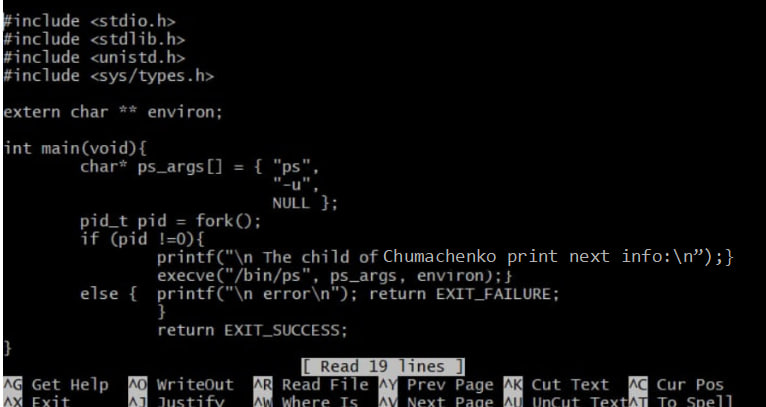 #include <stdio.h>
#include <stdlib.h>
#include <unistd.h>
#include <sys/types.h>
extern char ** environ;
int main(void){
char* ps_args[] = { "ps",
"-u",
NULL };
pid_t pid = fork();
if (pid !=0){
printf("\n The child of Chumachenko print next info:\n”);}
execve("/bin/ps", ps_args, environ);}
else { printf("\n error\n"); return EXIT_FAILURE;
}
return EXIT_SUCCESS;
}
[ Read 19 lines ]
^G Get Help ^O WriteOut ^R Read File ^Y Prev Page ^K Cut Text ^C Cur Pos
^X Exit ^J Justify ^W Where Is ^V Next Page ^U UnCut Text ^T To Spell